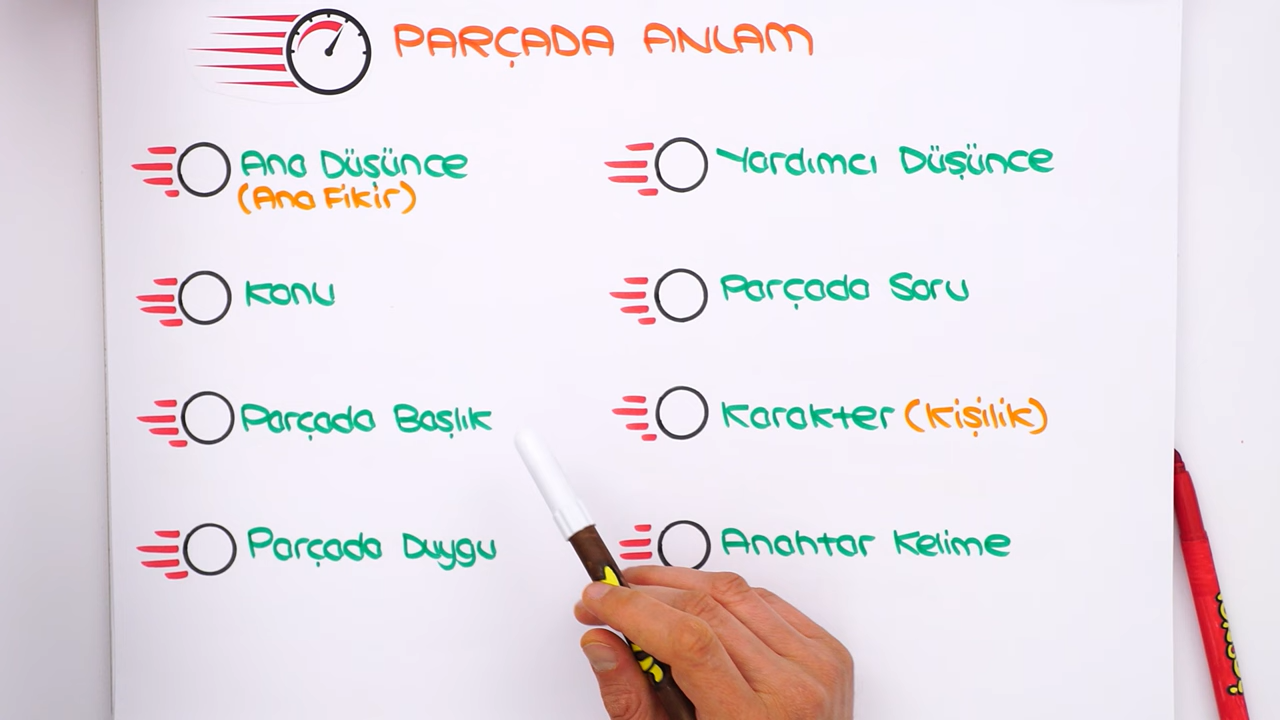 PARÇADA ANLAM
Ana Düşünce
(Ana Fikir)
Konu
Parçada Başlık
Parçada Duygu
Yardımcı Düşünce
Parçada Soru
Karakter (Kişilik)
Anahtar Kelime